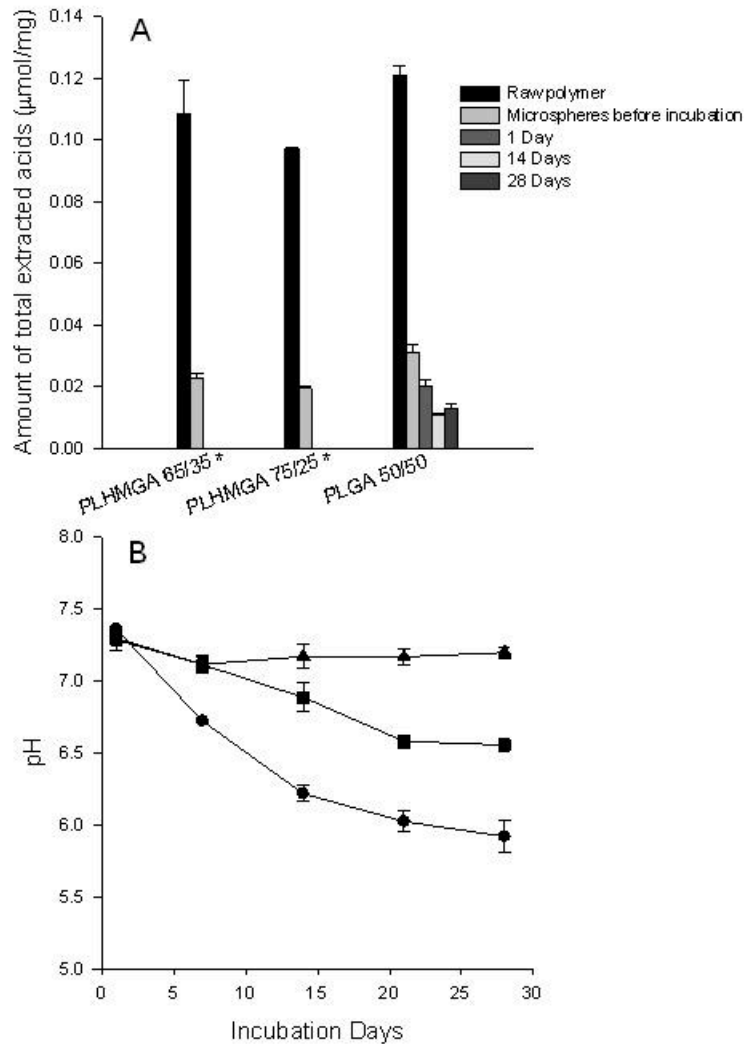 A
0.14
0.12
0.10
0.08
0.06
0.04
0.02
0.00
Amount of total extracted acids (µmol/mg)
Raw polymer
Microspheres before incubation
1 Day
14 Days
28 Days
PLHMGA 65/35 *
PLHMGA 75/25 *
PLGA 50/50
B
8.0
7.5
7.0
6.5
6.0
5.5
5.0
pH
0 5 10 15 20 25 30
Incubation Days